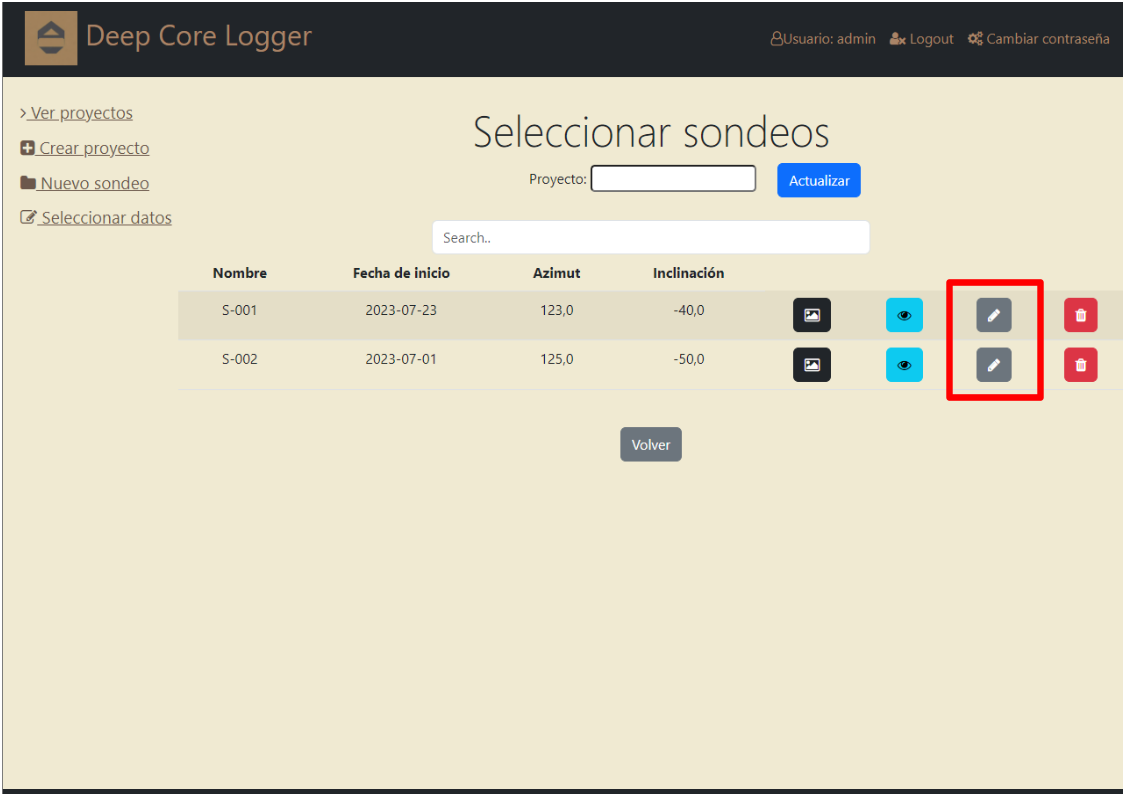 Deep Core Logger
Usuario: admin Logout Cambiar contraseña
Ver proyectos
Crear proyecto
Nuevo sondeo
Seleccionar datos
Seleccionar sondeos
Proyecto: Actualizar
Search..
Nombre Fecha de inicio Azimut Inclinación
S-001 2023-07-23 123,0 -40,0
S-002 2023-07-01 125,0 -50,0
Volver